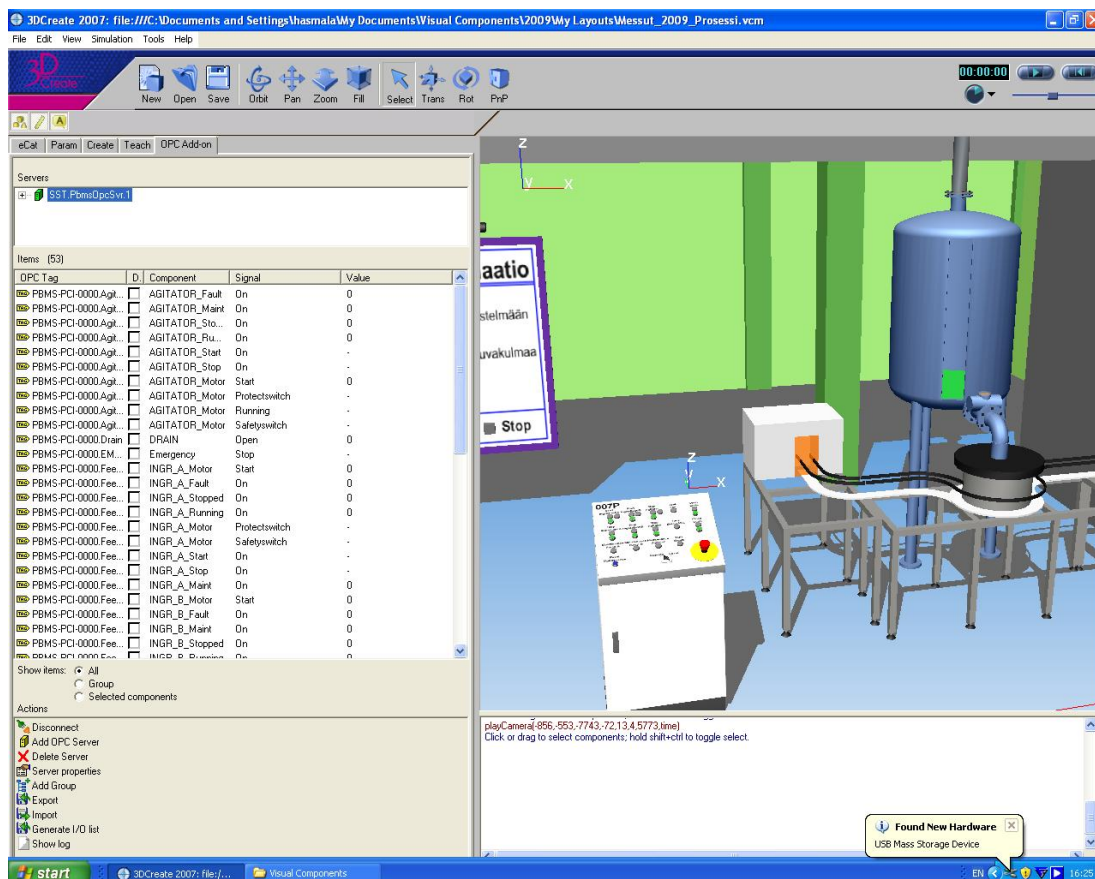 3DCreate 2007: file:///C:\Documents and Settings\hasmala\My Documents\Visual Components\2009\My Layouts\Messut_2009_Prosessi.vcm
File Edit View Simulation Tools Help
3D Create
New Open Save Orbit Pan Zoom Fill Select Trans Rot PnP
00:00:00
eCat Param Create Teach OPC Add-on
Servers
SST.PbmsOpcSvr.1
Items (53)
OPC Tag D. Component Signal Value
PBMS-PCI-0000.Agit... AGITATOR_Fault On 0
PBMS-PCI-0000.Agit... AGITATOR_Maint On 0
PBMS-PCI-0000.Agit... AGITATOR_Sto... On 0
PBMS-PCI-0000.Agit... AGITATOR_Ru... On 0
PBMS-PCI-0000.Agit... AGITATOR_Start On -
PBMS-PCI-0000.Agit... AGITATOR_Stop On -
PBMS-PCI-0000.Agit... AGITATOR_Motor Start 0
PBMS-PCI-0000.Agit... AGITATOR_Motor Protectswitch -
PBMS-PCI-0000.Agit... AGITATOR_Motor Running -
PBMS-PCI-0000.Agit... AGITATOR_Motor Safetyswitch -
PBMS-PCI-0000.Drain DRAIN Open 0
PBMS-PCI-0000.EM... Emergency Stop -
PBMS-PCI-0000.Fee... INGR_A_Motor Start 0
PBMS-PCI-0000.Fee... INGR_A_Fault On 0
PBMS-PCI-0000.Fee... INGR_A_Stopped On 0
PBMS-PCI-0000.Fee... INGR_A_Running On 0
PBMS-PCI-0000.Fee... INGR_A_Motor Protectswitch -
PBMS-PCI-0000.Fee... INGR_A_Motor Safetyswitch -
PBMS-PCI-0000.Fee... INGR_A_Start On -
PBMS-PCI-0000.Fee... INGR_A_Stop On -
PBMS-PCI-0000.Fee... INGR_A_Maint On 0
PBMS-PCI-0000.Fee... INGR_B_Motor Start 0
PBMS-PCI-0000.Fee... INGR_B_Fault On 0
PBMS-PCI-0000.Fee... INGR_B_Maint On 0
PBMS-PCI-0000.Fee... INGR_B_Stopped On 0
PBMS-PCI-0000.Fee... INGR_B_Running On 0
Show items: All
Group
Selected components
Actions
Disconnect
Add OPC Server
Delete Server
Server properties
Add Group
Export
Import
Generate I/O list
Show log
Z
Y X
aatio
stelmään
uvakulmaa
Stop
Z
Y X
007P
playCamera(-856,-553,-7743,-72,13,4,5773,time)
Click or drag to select components; hold shift+ctrl to toggle select.
Found New Hardware
USB Mass Storage Device
start 3DCreate 2007: file:/... Visual Components EN 16:25